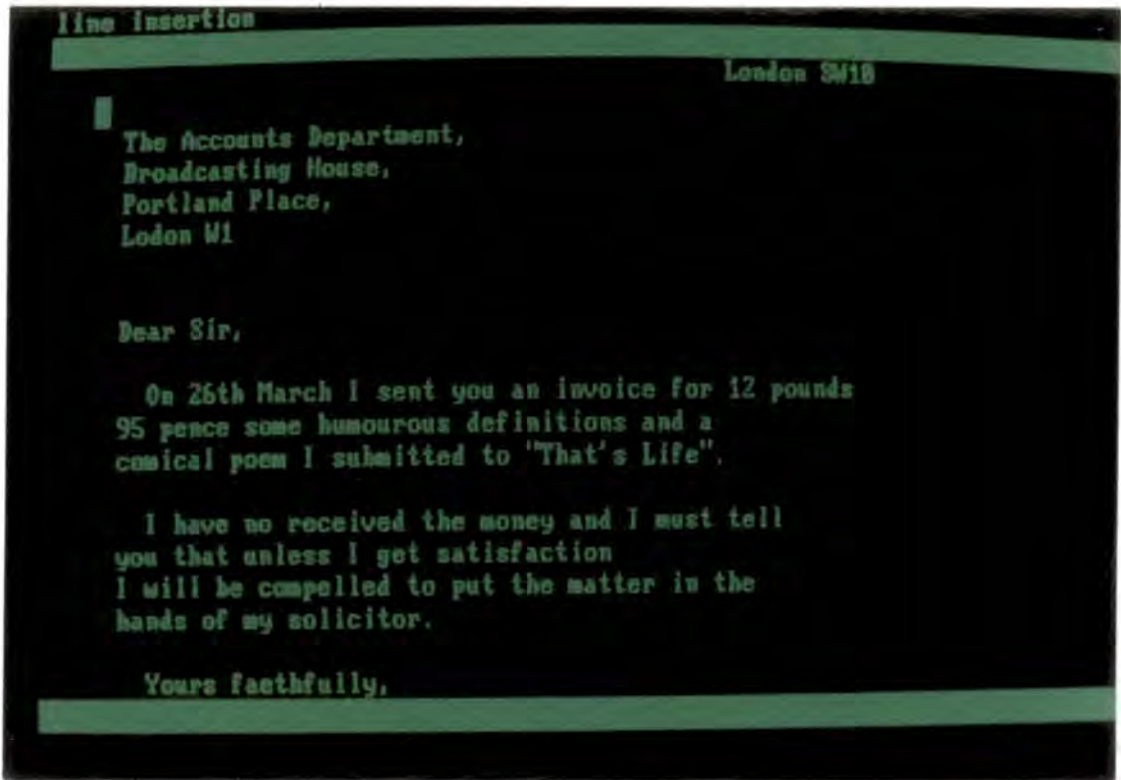 line insertion
London SW10
The Accounts Department,
Broadcasting House,
Portland Place,
Lodon W1
Dear Sir,
On 26th March I sent you an invoice for 12 pounds
95 pence some humourous definitions and a
comical poem I submitted to "That's Life".
I have no received the money and I must tell
you that unless I get satisfaction
I will be compelled to put the matter in the
hands of my solicitor.
Yours faethfully,